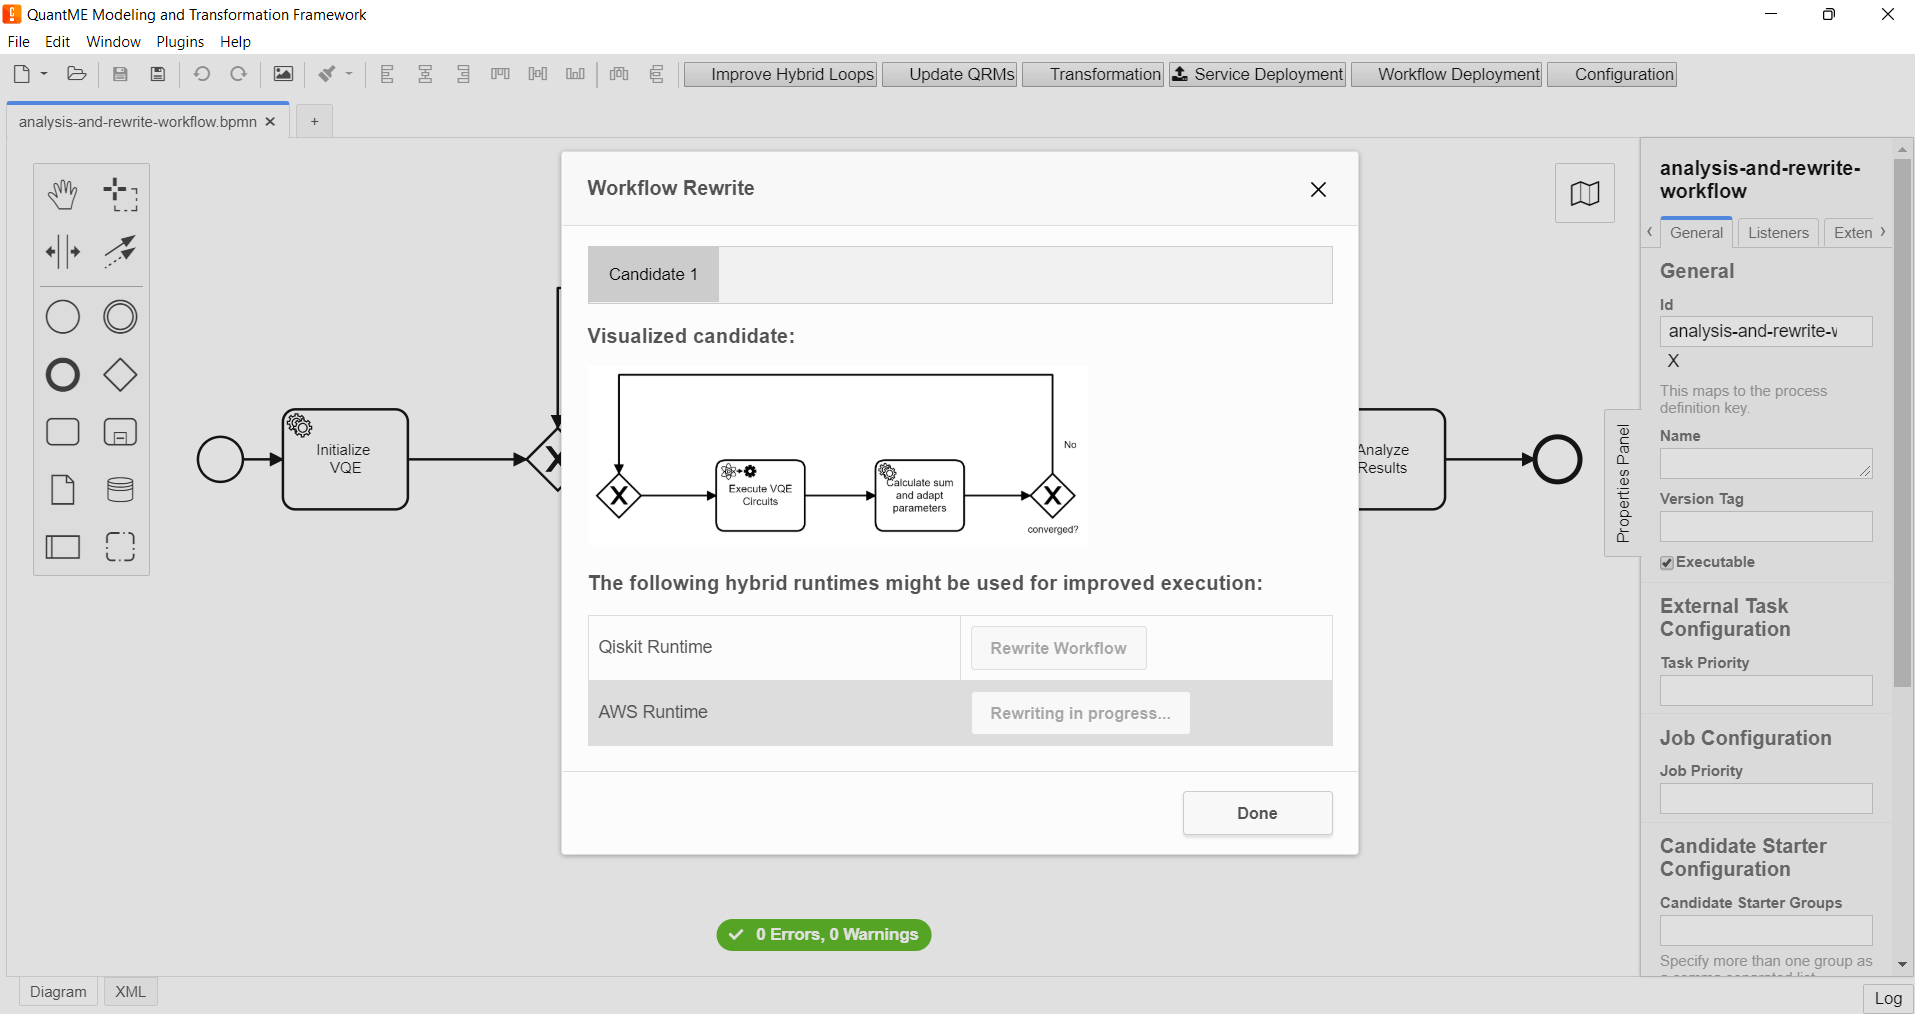 QuantME Modeling and Transformation Framework
File Edit Window Plugins Help
Improve Hybrid Loops Update QRMs Transformation Service Deployment Workflow Deployment Configuration
analysis-and-rewrite-workflow.bpmn
+
Initialize
VQE
Analyze
Results
Workflow Rewrite
Candidate 1
Visualized candidate:
No
Execute VQE
Circuits
Calculate sum
and adapt
parameters
converged?
The following hybrid runtimes might be used for improved execution:
Qiskit Runtime Rewrite Workflow
AWS Runtime Rewriting in progress...
Done
0 Errors, 0 Warnings
Properties Panel
analysis-and-rewrite-
workflow
General Listeners Exten
General
Id
analysis-and-rewrite-
X
This maps to the process
definition key.
Name
Version Tag
Executable
External Task
Configuration
Task Priority
Job Configuration
Job Priority
Candidate Starter
Configuration
Candidate Starter Groups
Specify more than one group as
Diagram XML
Log